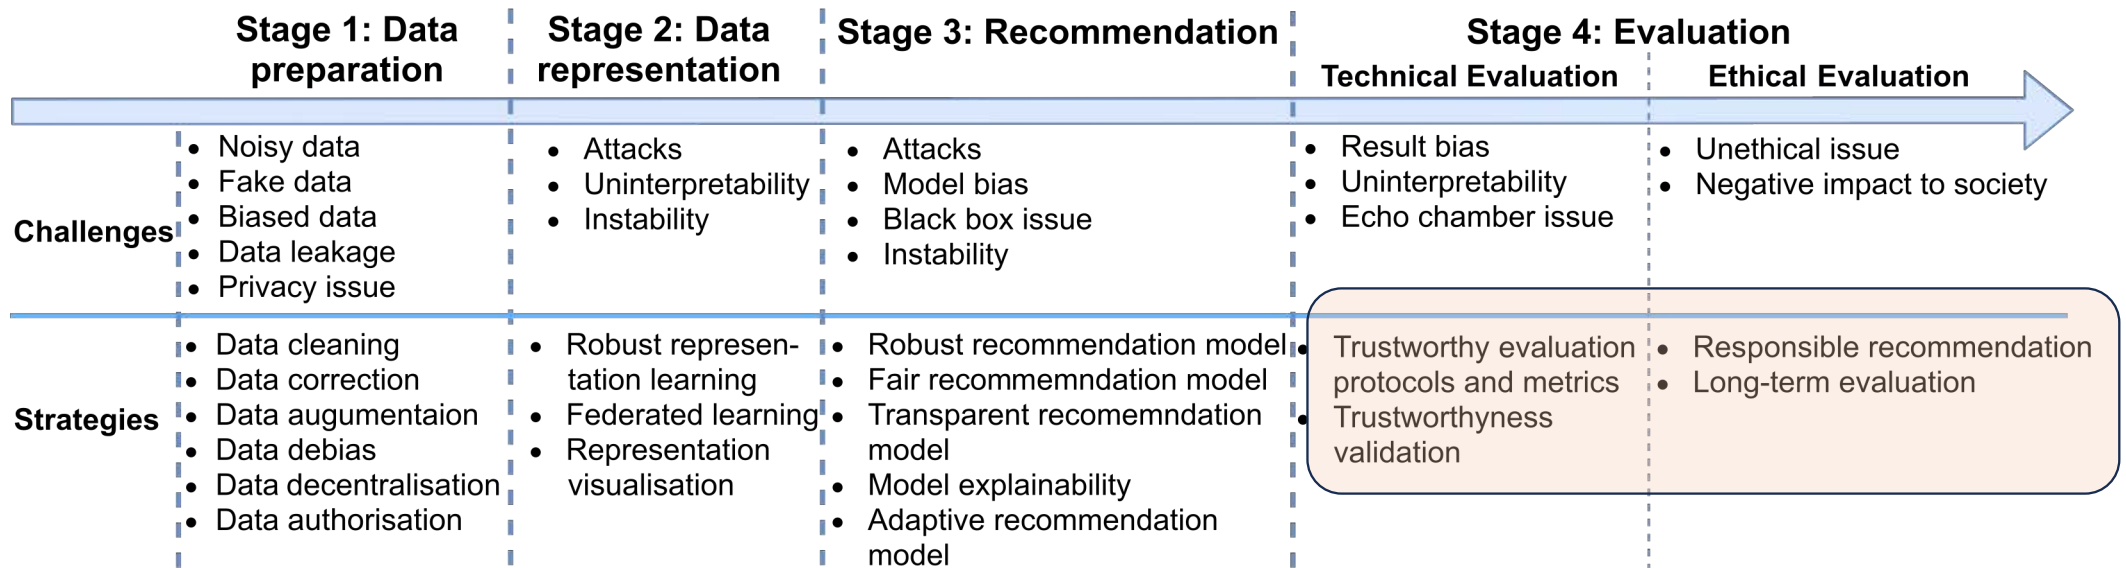 Stage 1: Data
preparation
Stage 2: Data
representation
Stage 3: Recommendation
Stage 4: Evaluation
Technical Evaluation
Ethical Evaluation
Challenges
• Noisy data
• Fake data
• Biased data
• Data leakage
• Privacy issue
• Attacks
• Uninterpretability
• Instability
• Attacks
• Model bias
• Black box issue
• Instability
• Result bias
• Uninterpretability
• Echo chamber issue
• Unethical issue
• Negative impact to society
Strategies
• Data cleaning
• Data correction
• Data augumentaion
• Data debias
• Data decentralisation
• Data authorisation
• Robust represen-
tation learning
• Federated learning
• Representation
visualisation
• Robust recommendation model
• Fair recommemndation model
• Transparent recomemndation
model
• Model explainability
• Adaptive recommendation
model
• Trustworthy evaluation
protocols and metrics
• Trustworthyness
validation
• Responsible recommendation
• Long-term evaluation